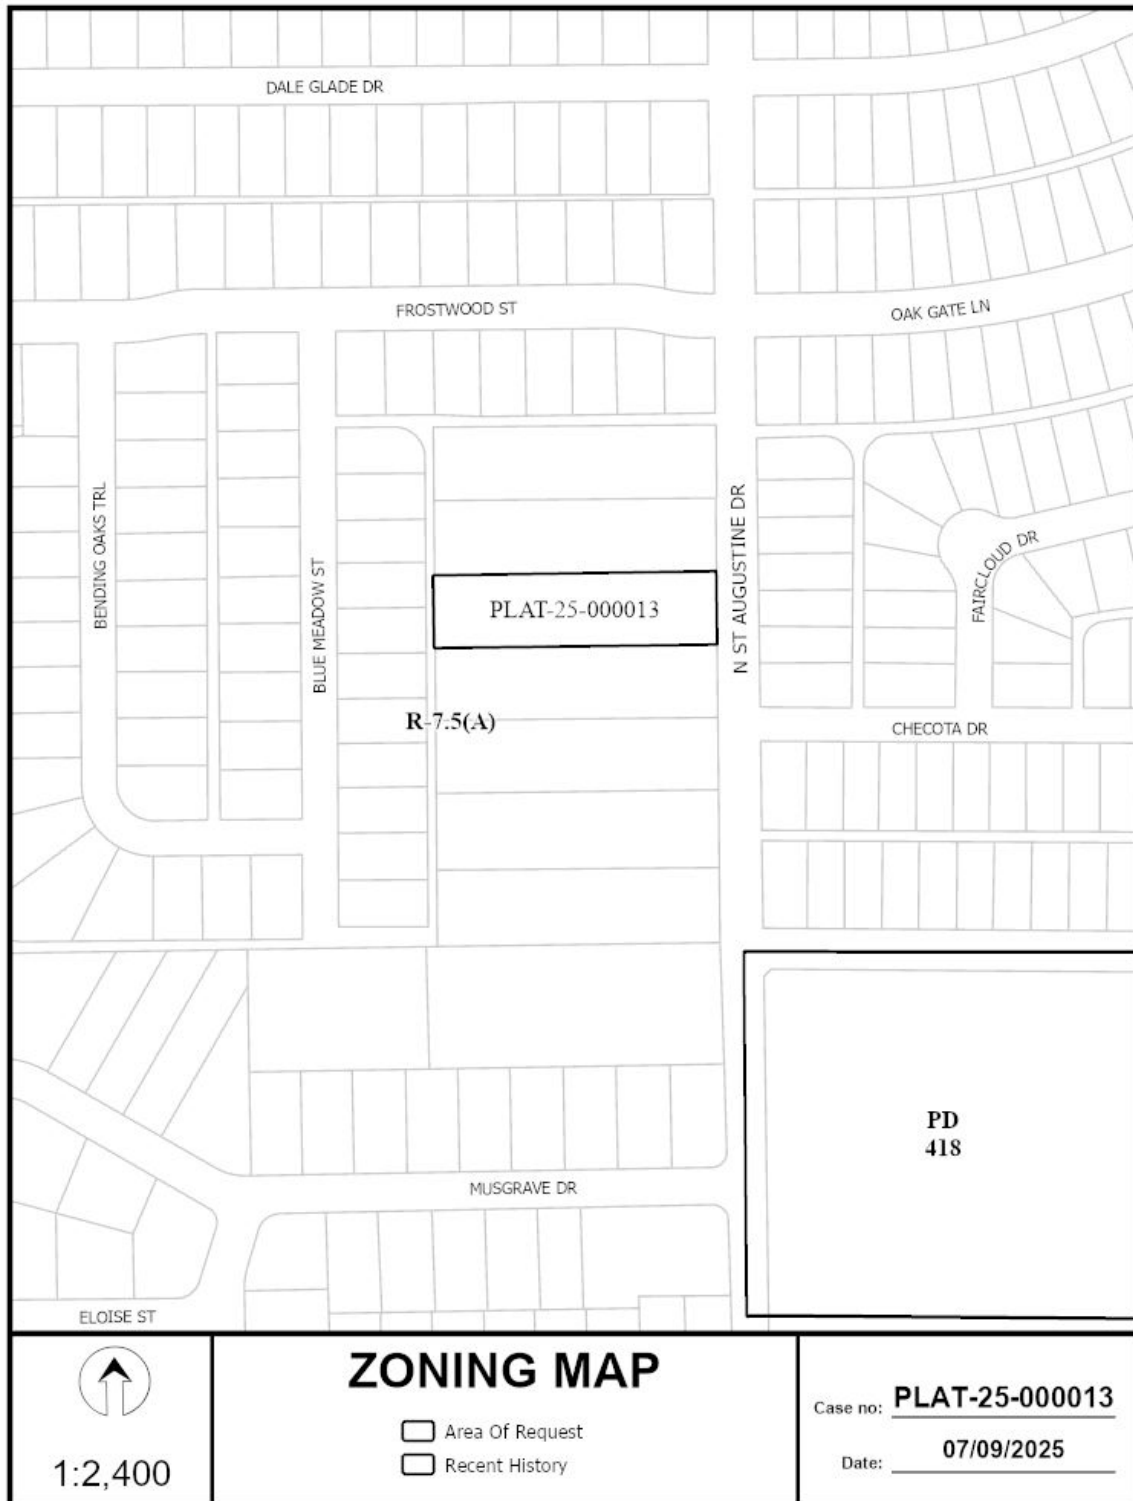 DALE GLADE DR
FROSTWOOD ST
OAK GATE LN
BENDING OAKS TRL
BLUE MEADOW ST
N ST AUGUSTINE DR
FAIRCLOUD DR
PLAT-25-000013
R-7.5(A)
CHECOTA DR
PD
418
MUSGRAVE DR
ELOISE ST
1:2,400
ZONING MAP
Area Of Request
Recent History
Case no: PLAT-25-000013
Date: 07/09/2025